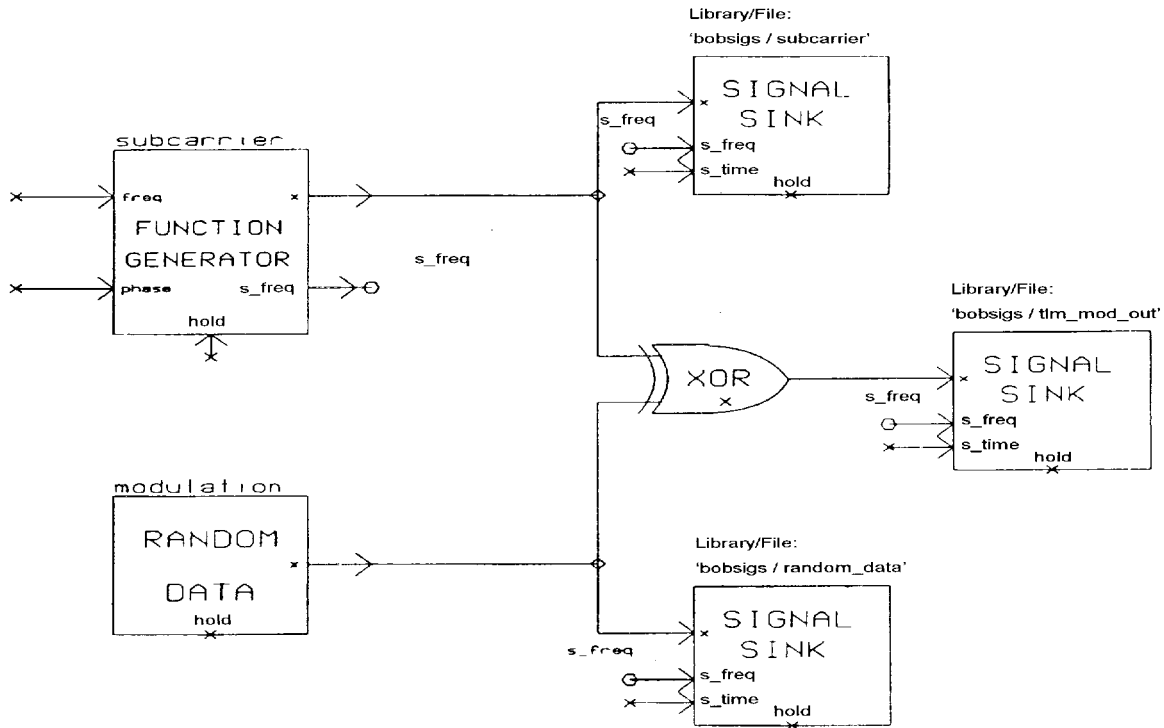 Library/File:
'bobsigs / subcarrier'
SIGNAL
SINK
s_freq
s_freq
s_time
hold
subcarrier
freq
FUNCTION
GENERATOR
phase
s_freq
hold
s_freq
Library/File:
'bobsigs / tlm_mod_out'
SIGNAL
SINK
s_freq
s_freq
s_time
hold
XOR
modulation
RANDOM
DATA
hold
Library/File:
'bobsigs / random_data'
SIGNAL
SINK
s_freq
s_freq
s_time
hold